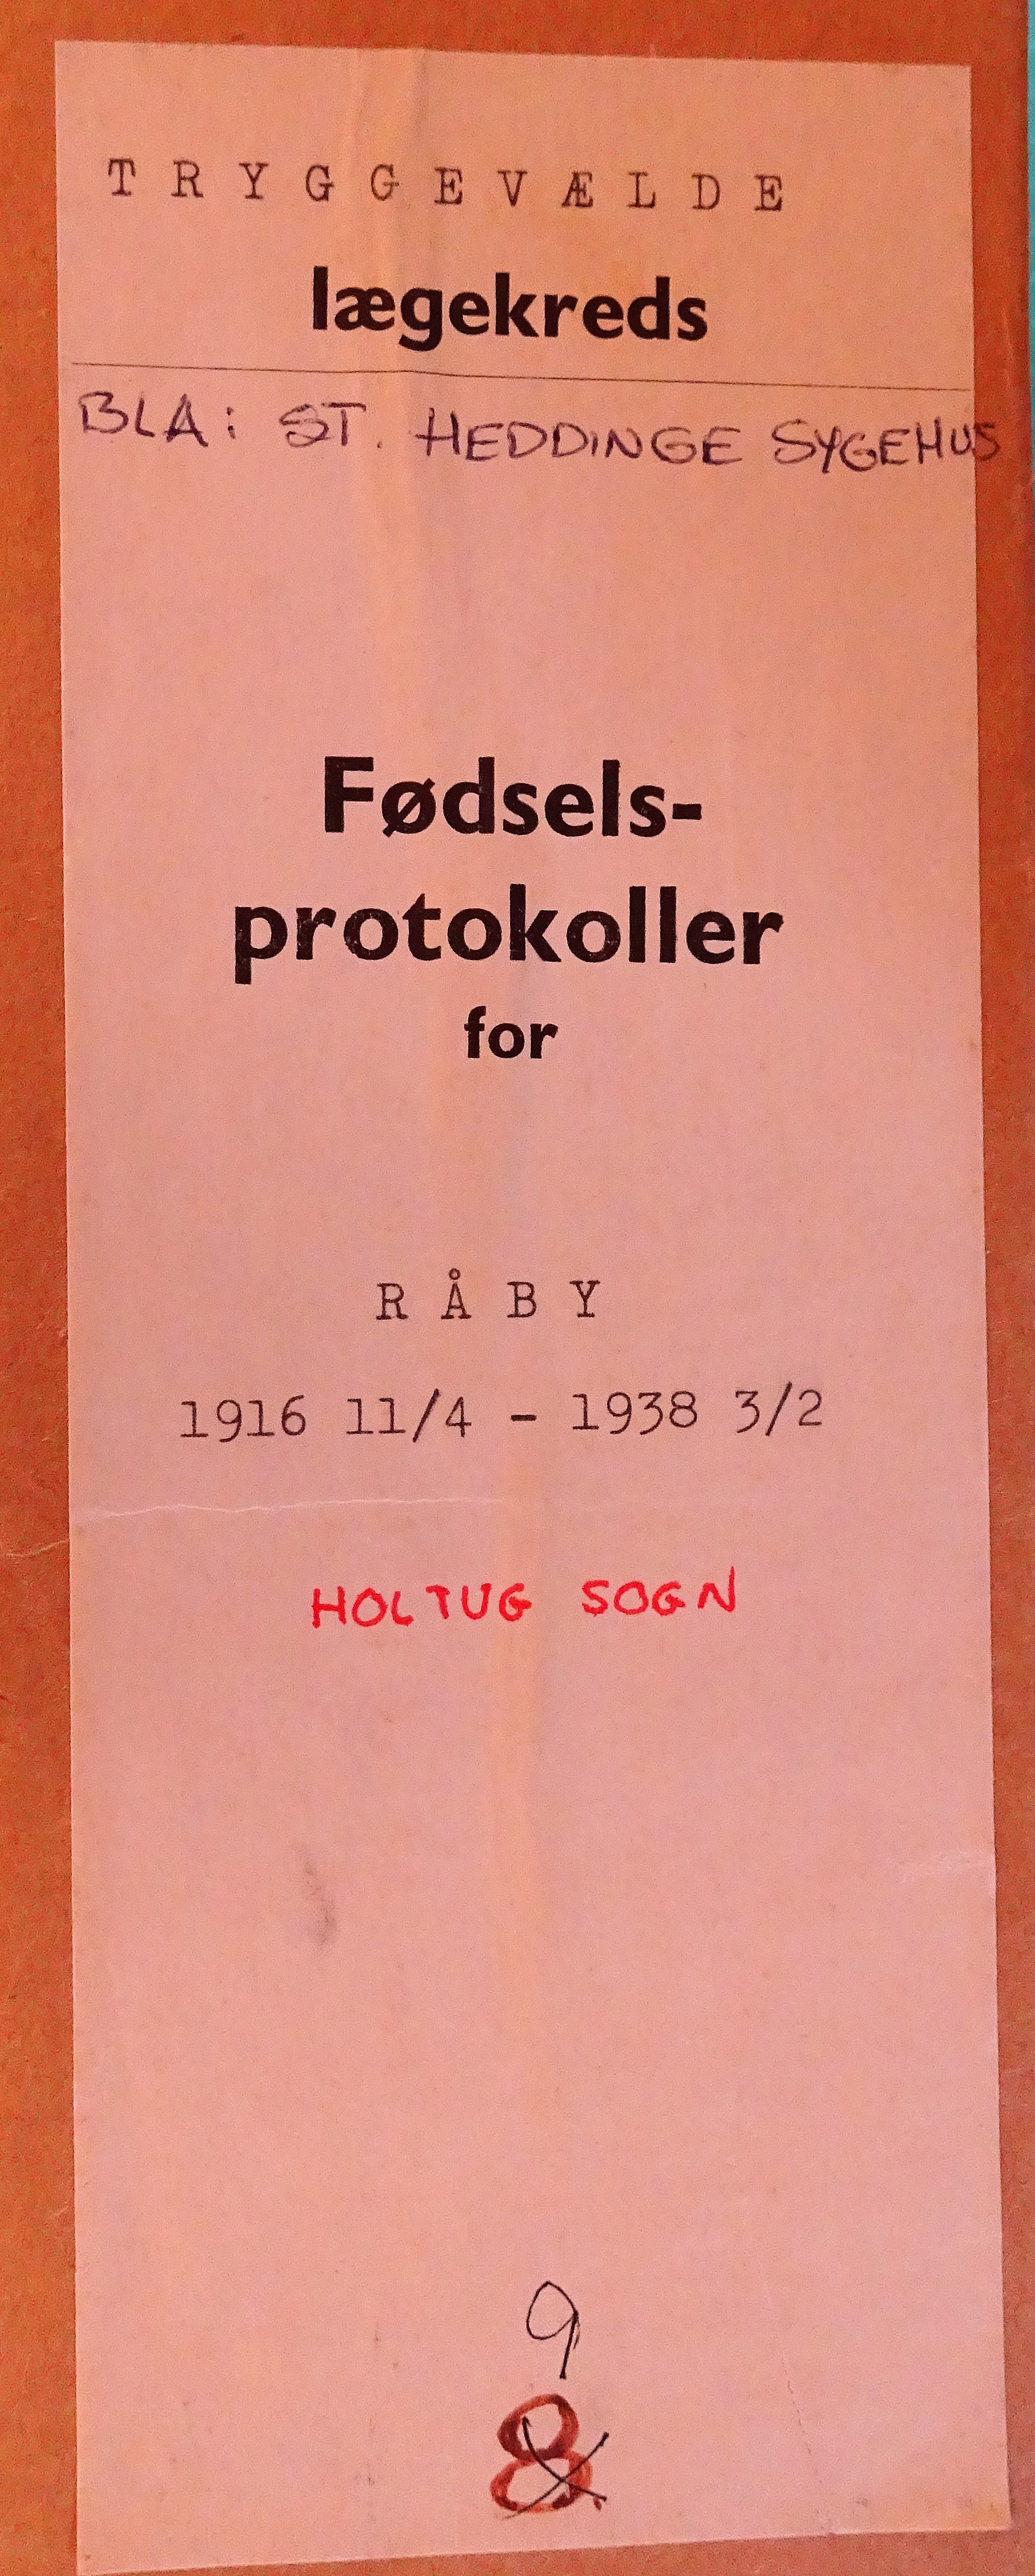 TRYGGEVÆLDE
lægekreds
BLA: ST. HEDDINGE SYGEHUS
Fødsels-
protokoller
for
RÅBY
1916 11/4 - 1938 3/2
HOLTUG SOGN
9
8